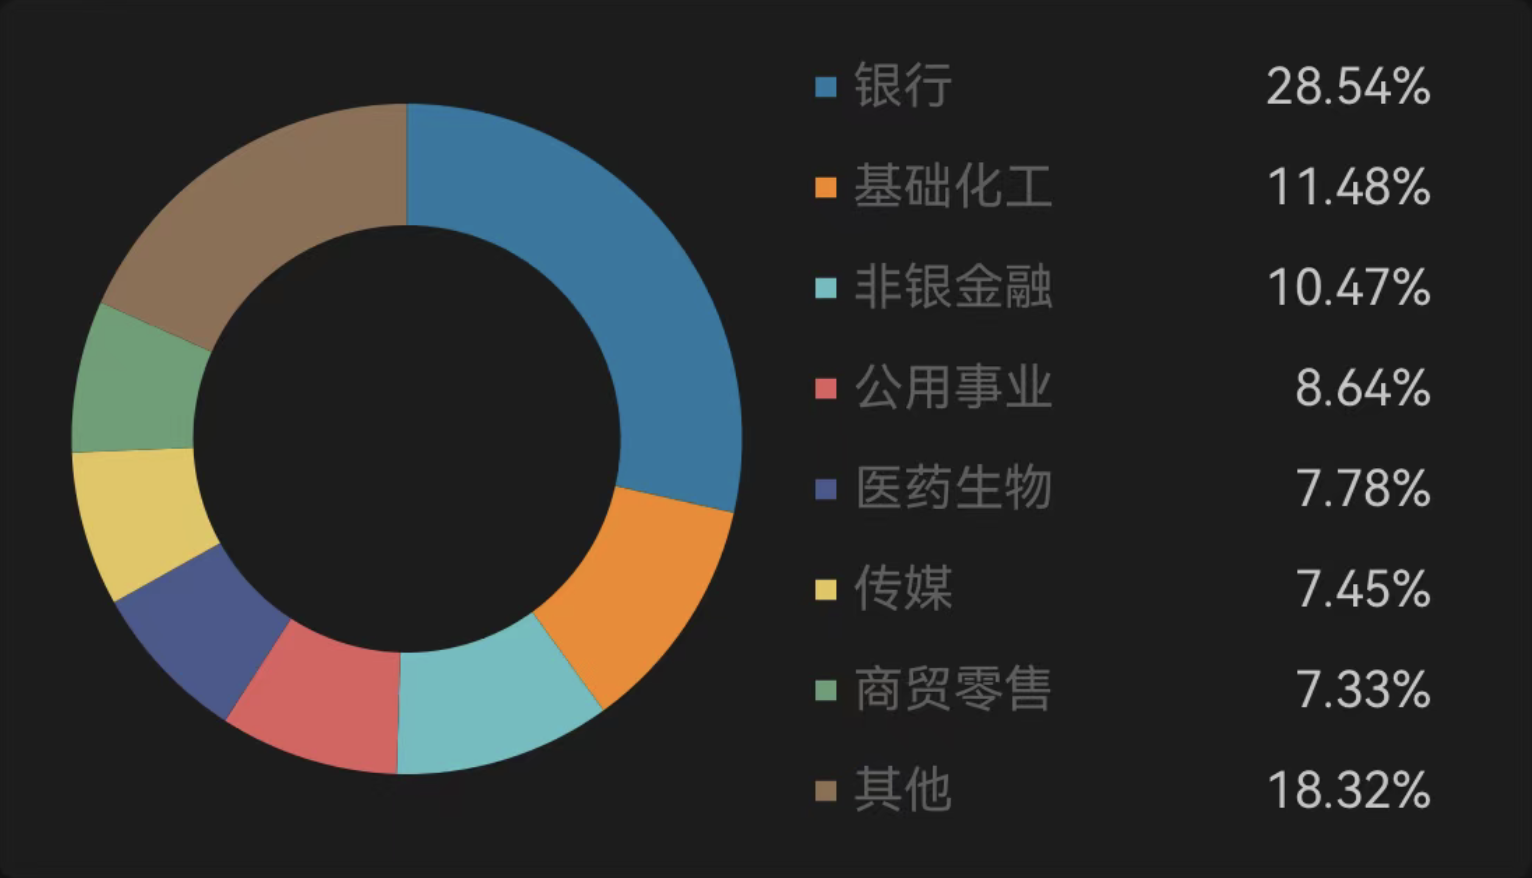 银行 28.54%
基础化工 11.48%
非银金融 10.47%
公用事业 8.64%
医药生物 7.78%
传媒 7.45%
商贸零售 7.33%
其他 18.32%